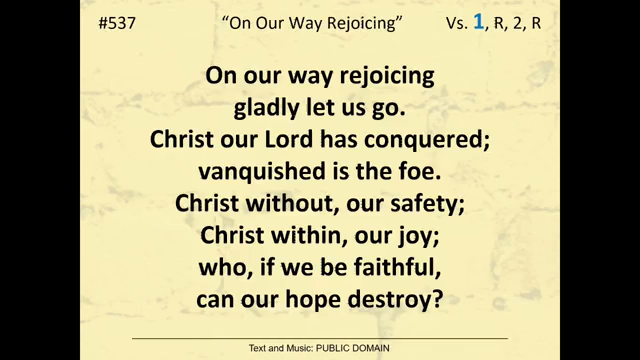 #537 “On Our Way Rejoicing” Vs. 1, R, 2, R
On our way rejoicing
gladly let us go.
Christ our Lord has conquered;
vanquished is the foe.
Christ without, our safety;
Christ within, our joy;
who, if we be faithful,
can our hope destroy?
Text and Music: PUBLIC DOMAIN